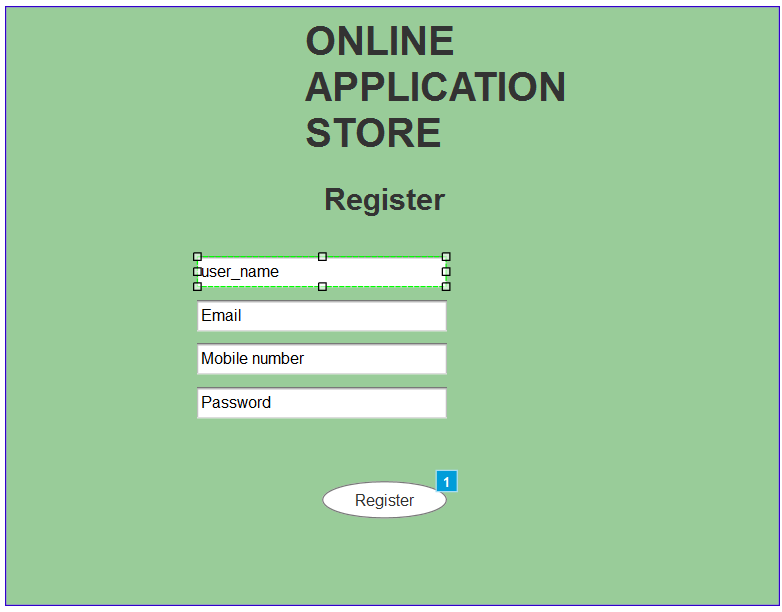 ONLINE
APPLICATION
STORE
Register
user_name
Email
Mobile number
Password
1
Register